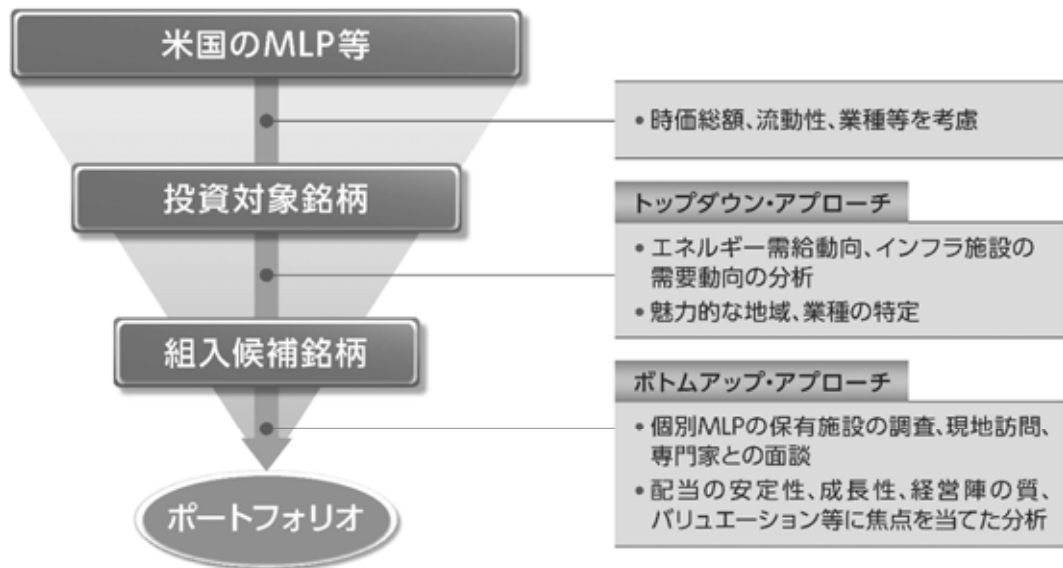 米国のMLP等
• 時価総額、流動性、業種等を考慮
投資対象銘柄
トップダウン・アプローチ
• エネルギー需給動向、インフラ施設の
需要動向の分析
• 魅力的な地域、業種の特定
組入候補銘柄
ボトムアップ・アプローチ
• 個別MLPの保有施設の調査、現地訪問、
専門家との面談
• 配当の安定性、成長性、経営陣の質、
バリュエーション等に焦点を当てた分析
ポートフォリオ